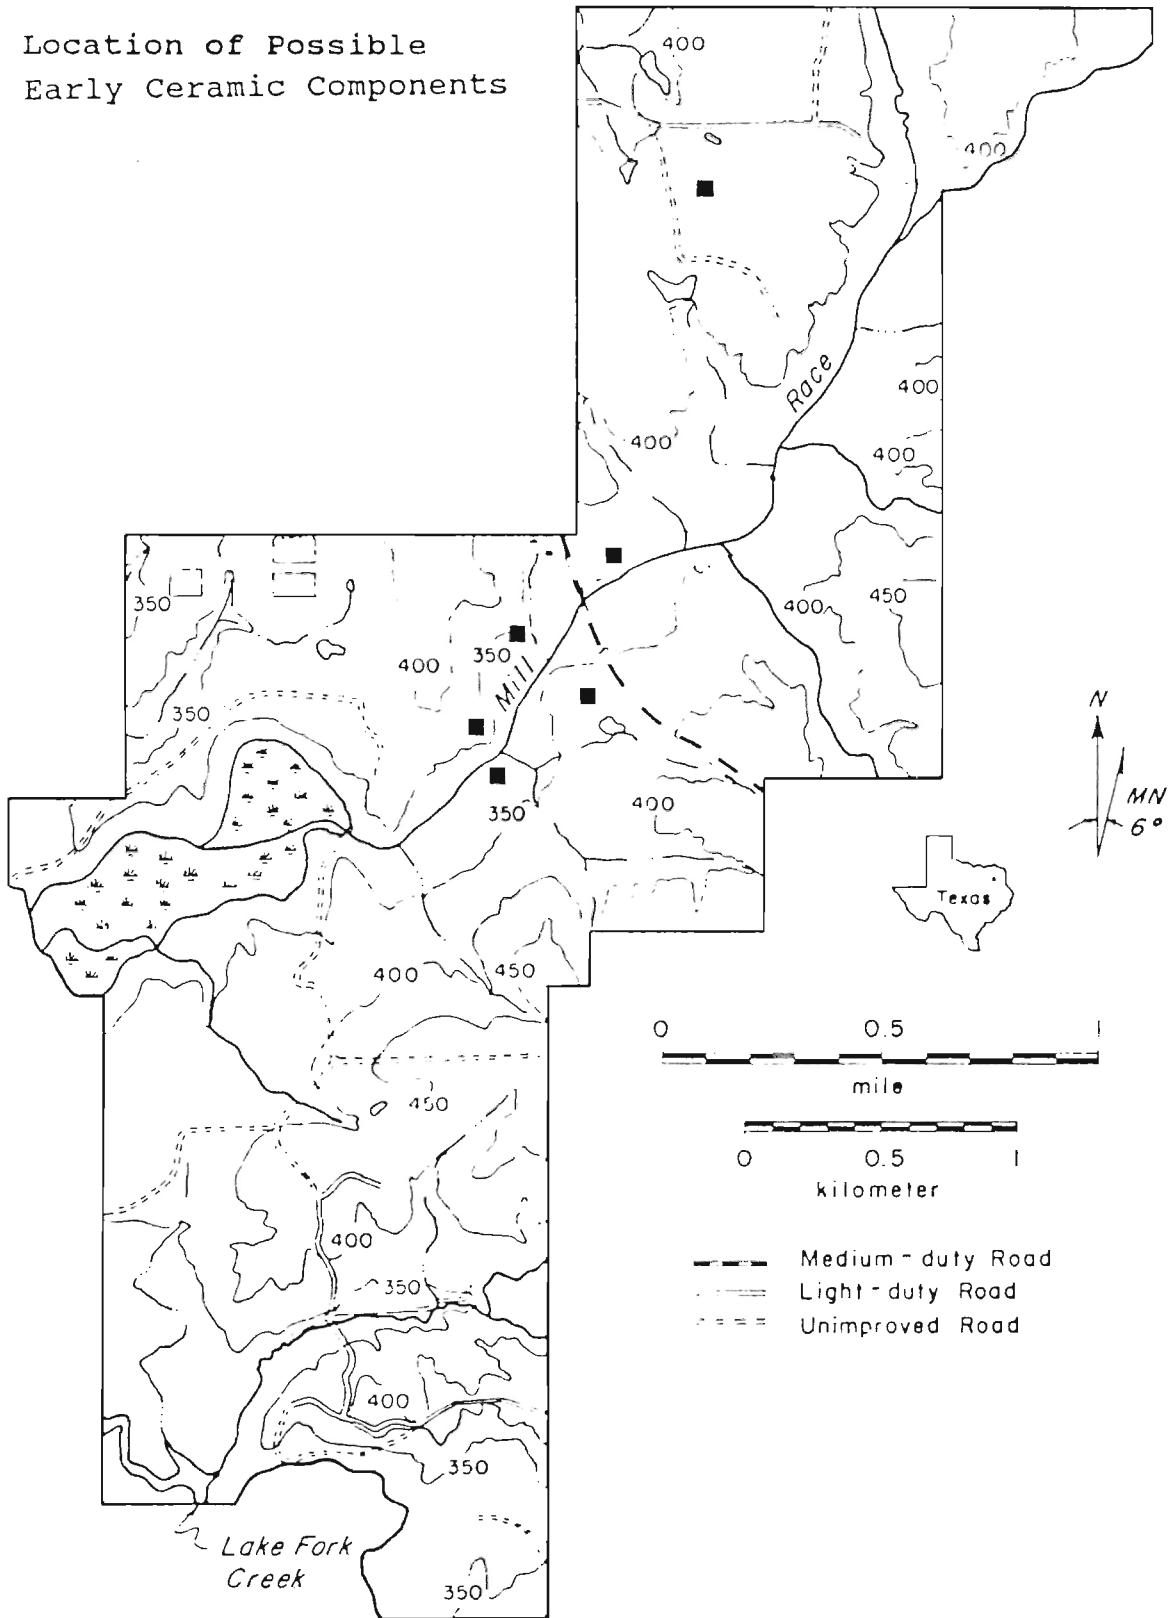 Location of Possible
Early Ceramic Components
400
400
Race
400
400
400
350
400
450
400
350
Mill
350
350
400
N
MN
6°
Texas
400
450
0 0.5 1
mile
450
0 0.5 1
kilometer
400
350
Medium-duty Road
Light-duty Road
Unimproved Road
400
350
Lake Fork
Creek
350